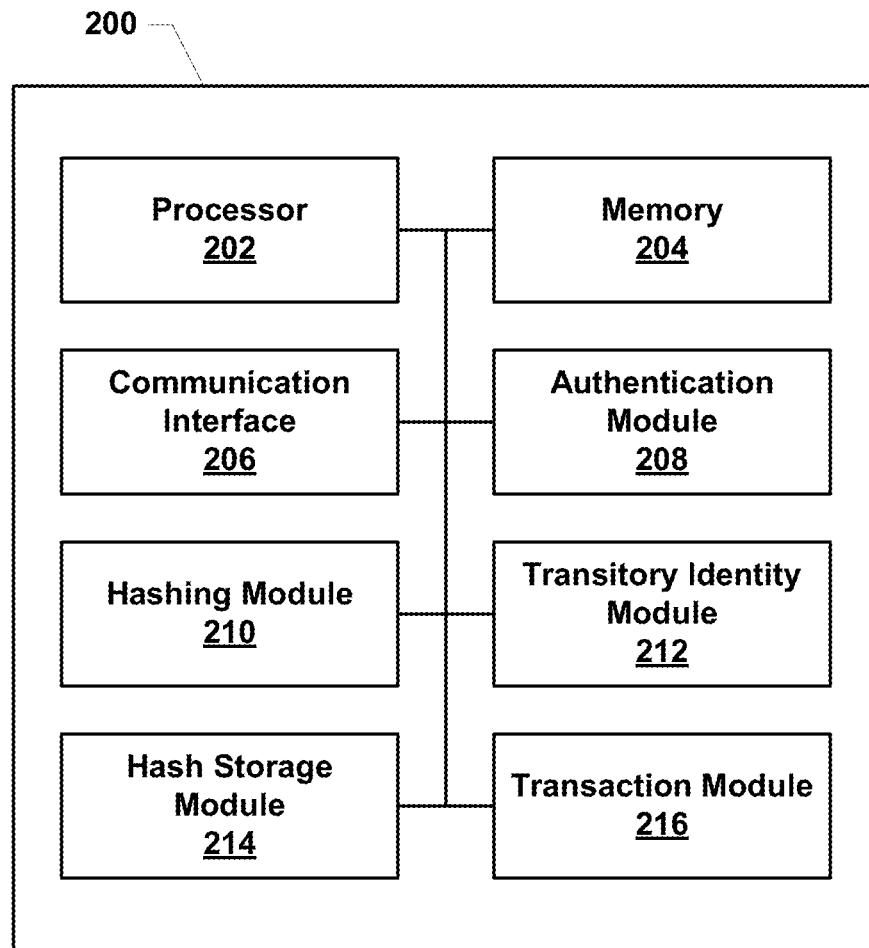 200
Processor
202
Memory
204
Communication
Interface
206
Authentication
Module
208
Hashing Module
210
Transitory Identity
Module
212
Hash Storage
Module
214
Transaction Module
216